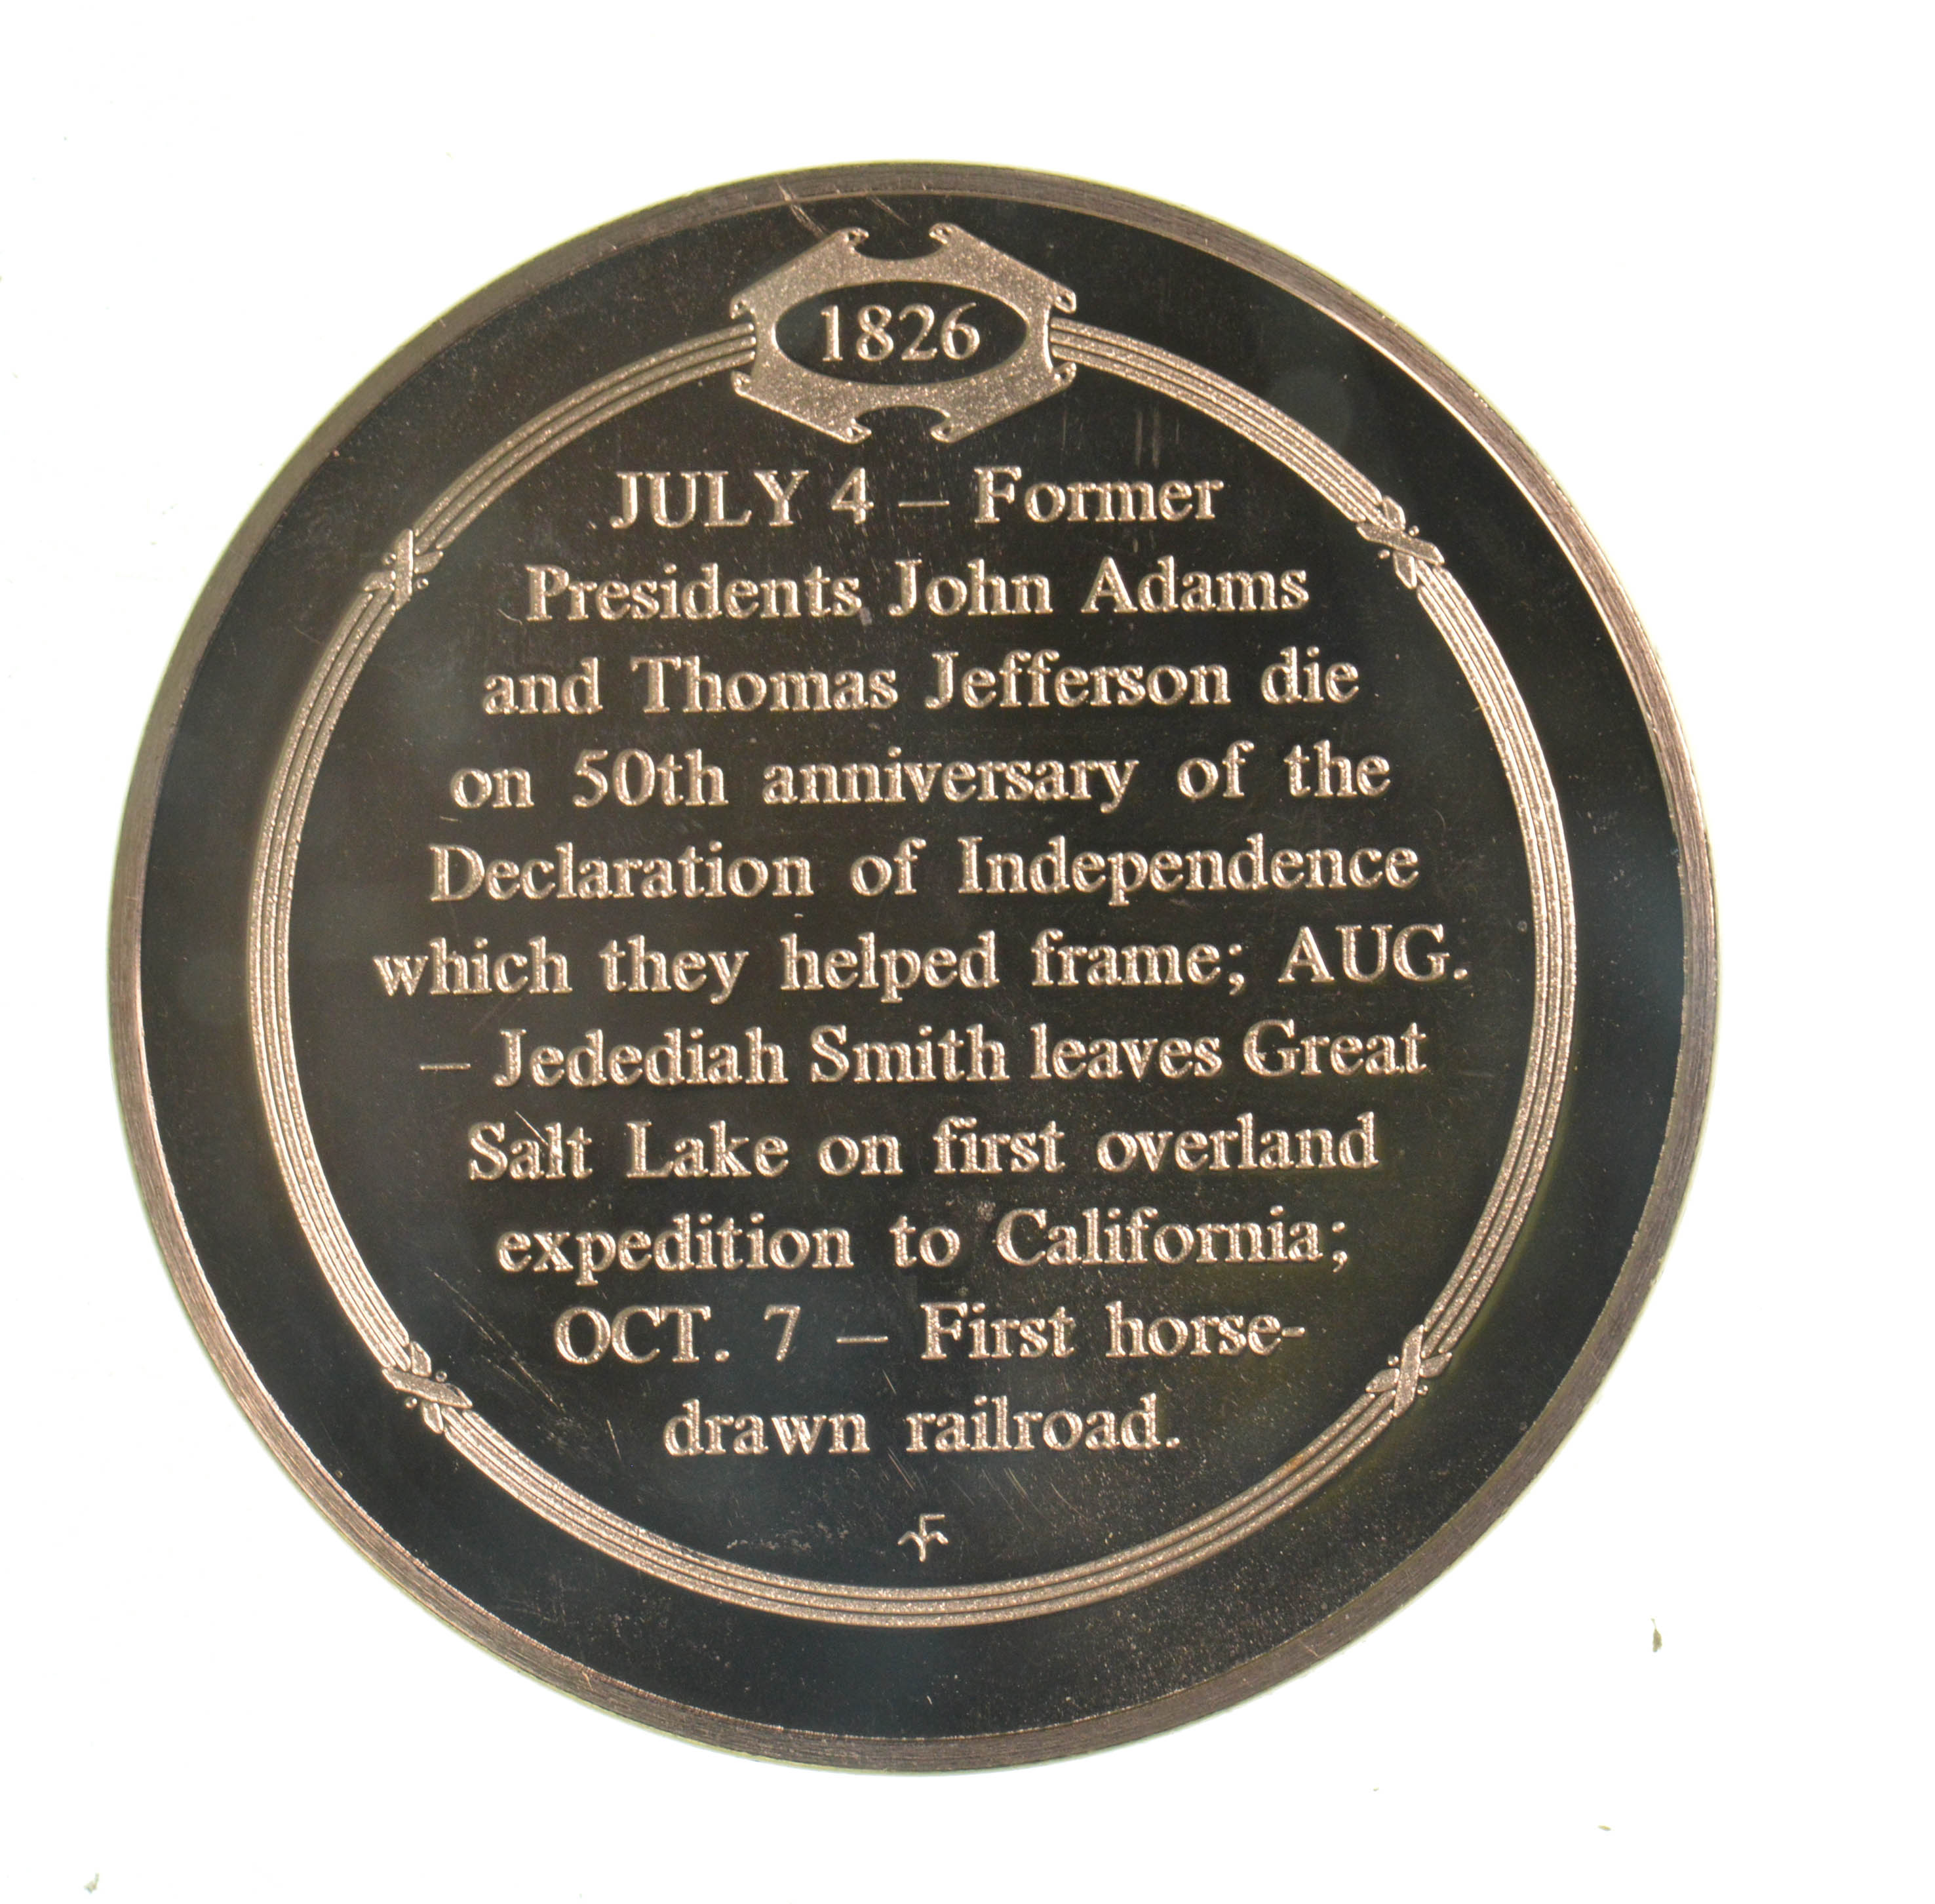 1826
JULY 4 – Former
Presidents John Adams
and Thomas Jefferson die
on 50th anniversary of the
Declaration of Independence
which they helped frame; AUG.
– Jedediah Smith leaves Great
Salt Lake on first overland
expedition to California;
OCT. 7 – First horse-
drawn railroad.